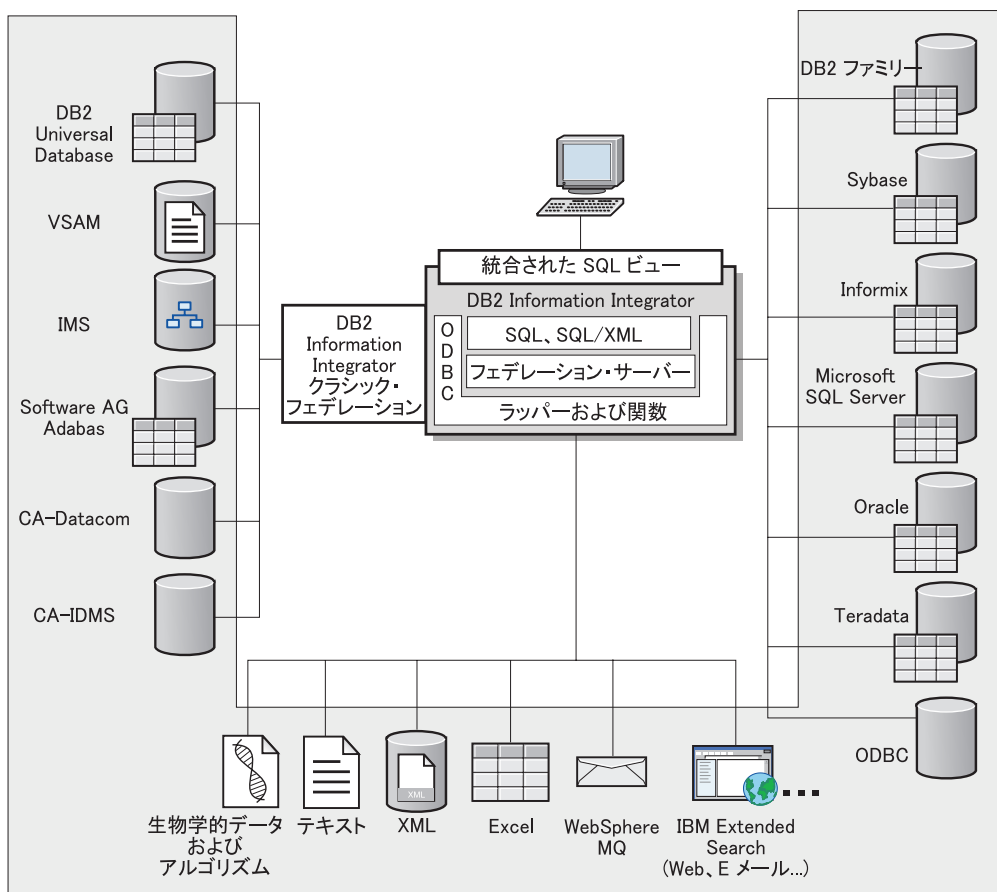 DB2
Universal
Database
VSAM
IMS
Software AG
Adabas
CA-Datacom
CA-IDMS
統合された SQL ビュー
DB2 Information Integrator
ODBC
SQL、SQL/XML
フェデレーション・サーバー
ラッパーおよび関数
DB2
Information
Integrator
クラシック・
フェデレーション
DB2 ファミリ
Sybase
Informix
Microsoft
SQL Server
Oracle
Teradata
ODBC
生物学的データ
および
アルゴリズム
テキスト
XML
XML
Excel
WebSphere
MQ
IBM Extended
Search
(Web、E メール...)